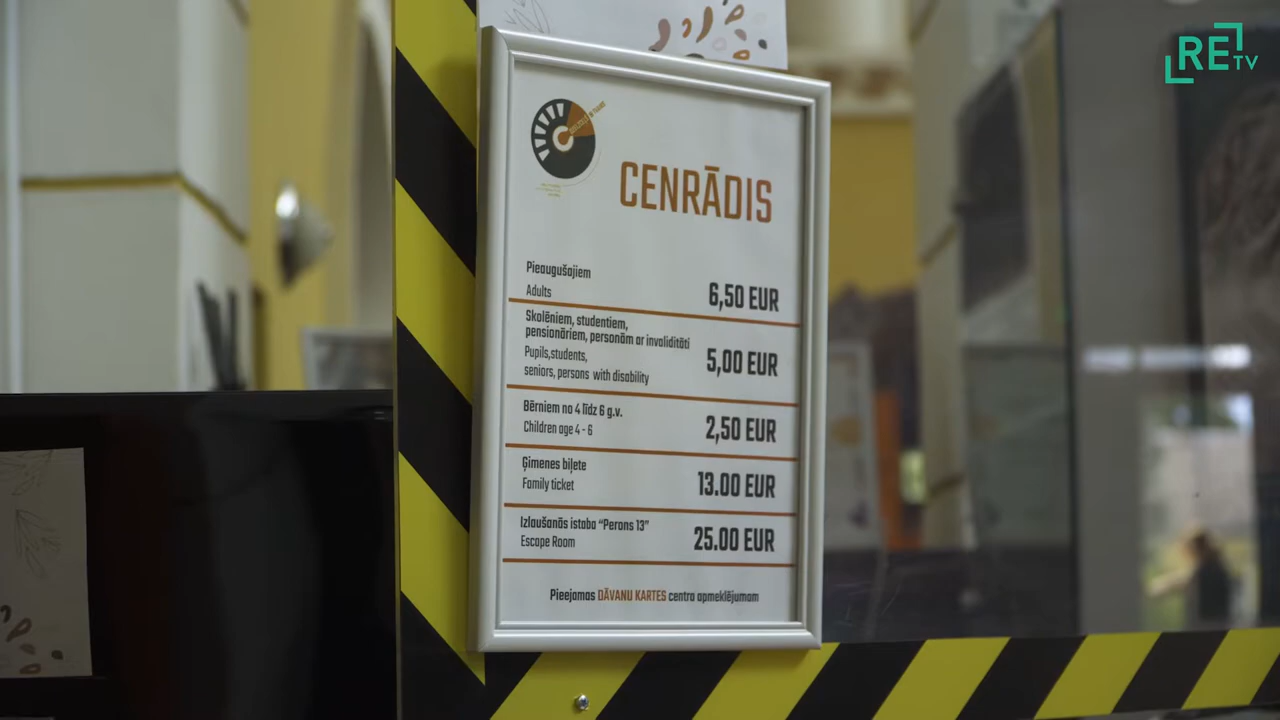 RE TV
CENRĀDIS
Pieaugušajiem
Adults
6,50 EUR
Skolēniem, studentiem,
pensionāriem, personām ar invaliditāti
Pupils,students,
seniors, persons with disability
5,00 EUR
Bērniem no 4 līdz 6 g.v.
Children age 4 - 6
2,50 EUR
Ģimenes biļete
Family ticket
13.00 EUR
Izlaušanās istaba “Perons 13”
Escape Room
25.00 EUR
Pieejamas DĀVANU KARTES centra apmeklējumam